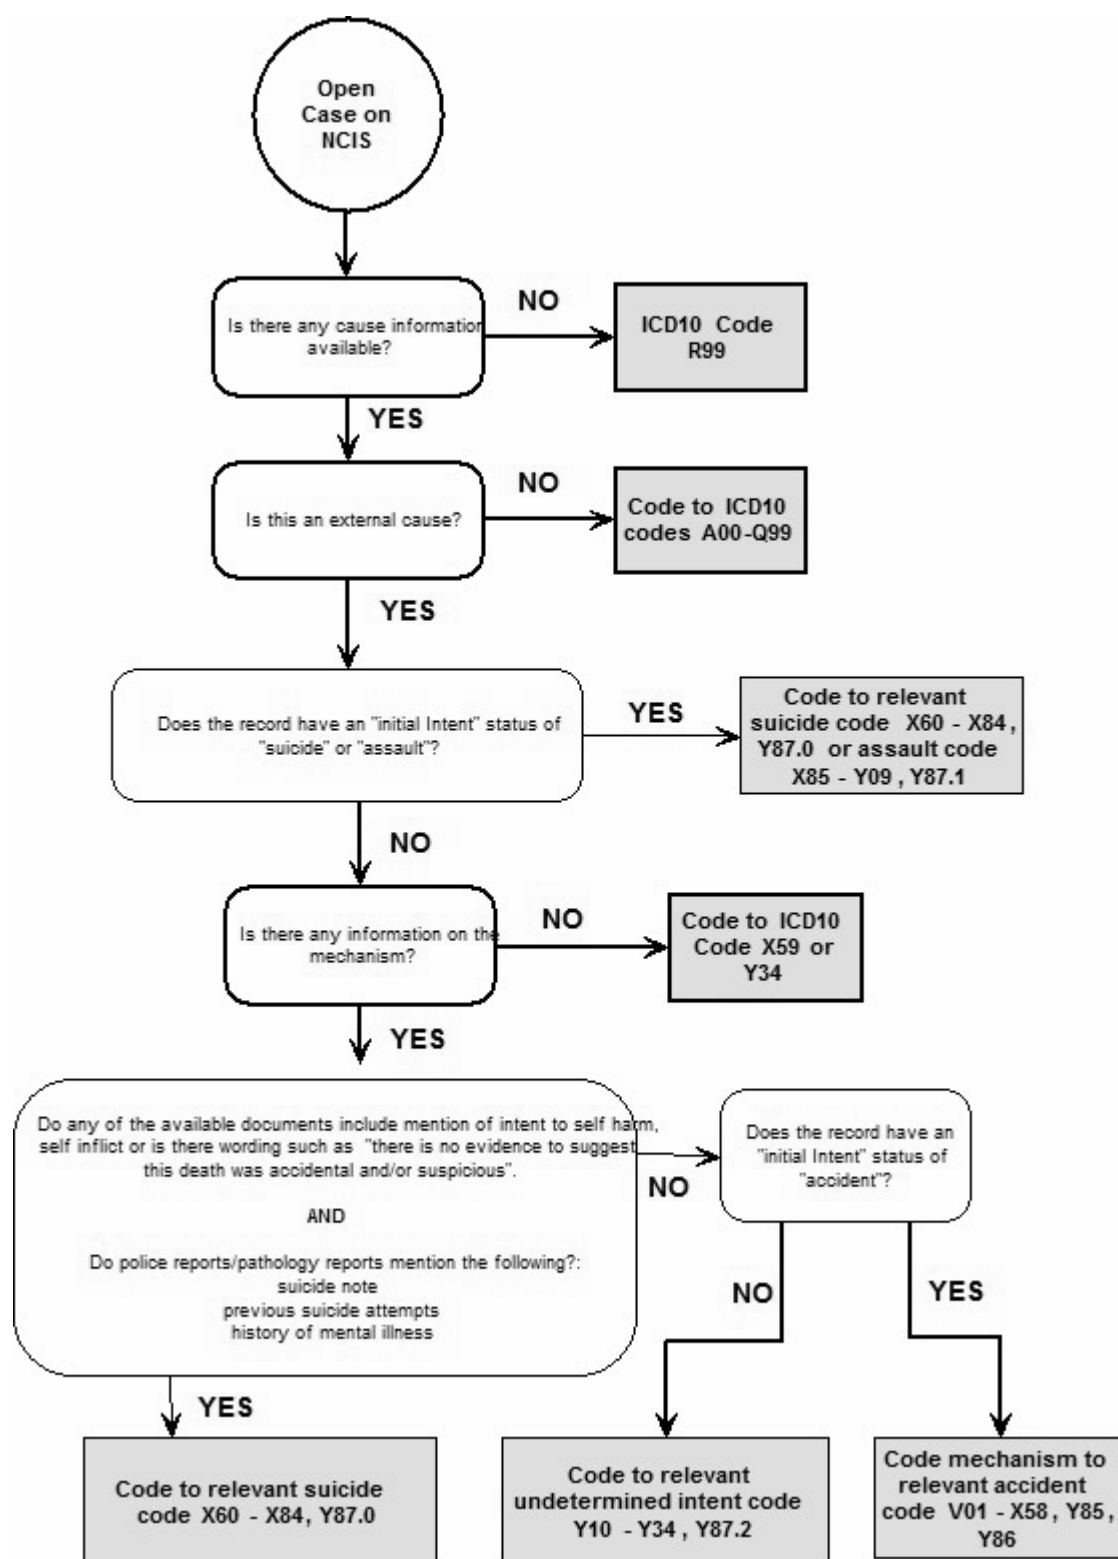 Open
Case on
NCIS
Is there any cause information
available?
NO
ICD10 Code
R99
YES
Is this an external cause?
NO
Code to ICD10
codes A00-Q99
YES
Does the record have an "initial Intent" status of
"suicide" or "assault"?
YES
Code to relevant
suicide code X60 - X84,
Y87.0 or assault code
X85 - Y09 , Y87.1
NO
Is there any information on the
mechanism?
NO
Code to ICD10
Code X59 or
Y34
YES
Do any of the available documents include mention of intent to self harm,
self inflict or is there wording such as "there is no evidence to suggest
this death was accidental and/or suspicious".
AND
Do police reports/pathology reports mention the following?:
suicide note
previous suicide attempts
history of mental illness
NO
Does the record have an
"initial Intent" status of
"accident"?
NO
YES
YES
Code to relevant suicide
code X60 - X84, Y87.0
Code to relevant
undetermined intent code
Y10 - Y34 , Y87.2
Code mechanism to
relevant accident
code V01 - X58, Y85,
Y86